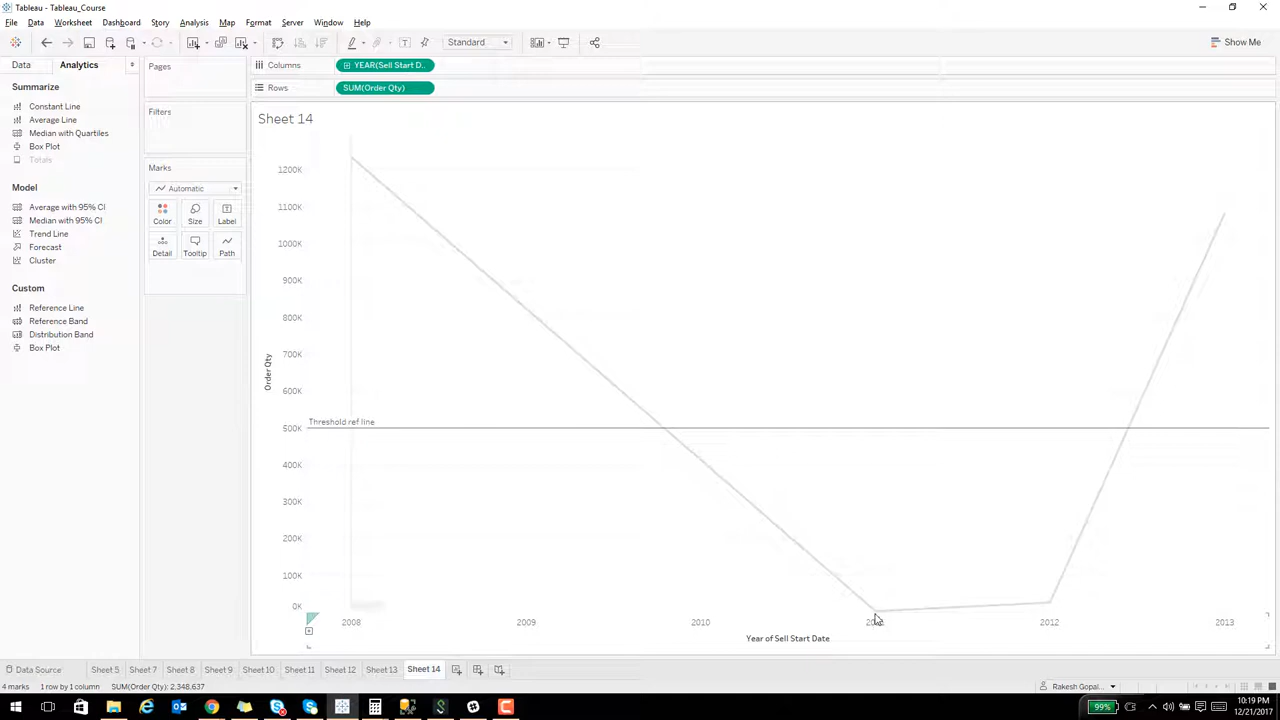 Tableau - Tableau_Course
File Data Worksheet Dashboard Story Analysis Map Format Server Window Help
Standard
Show Me
Data Analytics
Summarize
Constant Line
Average Line
Median with Quartiles
Box Plot
Totals
Model
Average with 95% CI
Median with 95% CI
Trend Line
Forecast
Cluster
Custom
Reference Line
Reference Band
Distribution Band
Box Plot
Pages
Filters
Marks
Automatic
Color Size Label
Detail Tooltip Path
Columns YEAR(Sell Start D..
Rows SUM(Order Qty)
Sheet 14
1200K
1100K
1000K
900K
800K
700K
600K
500K
400K
300K
200K
100K
0K
Order Qty
Threshold ref line
2008 2009 2010 2012 2013
Year of Sell Start Date
Data Source Sheet 5 Sheet 7 Sheet 8 Sheet 9 Sheet 10 Sheet 11 Sheet 12 Sheet 13 Sheet 14
4 marks 1 row by 1 column SUM(Order Qty): 2,348,637
Rakesh Gopal...
99%
10:19 PM
12/21/2017